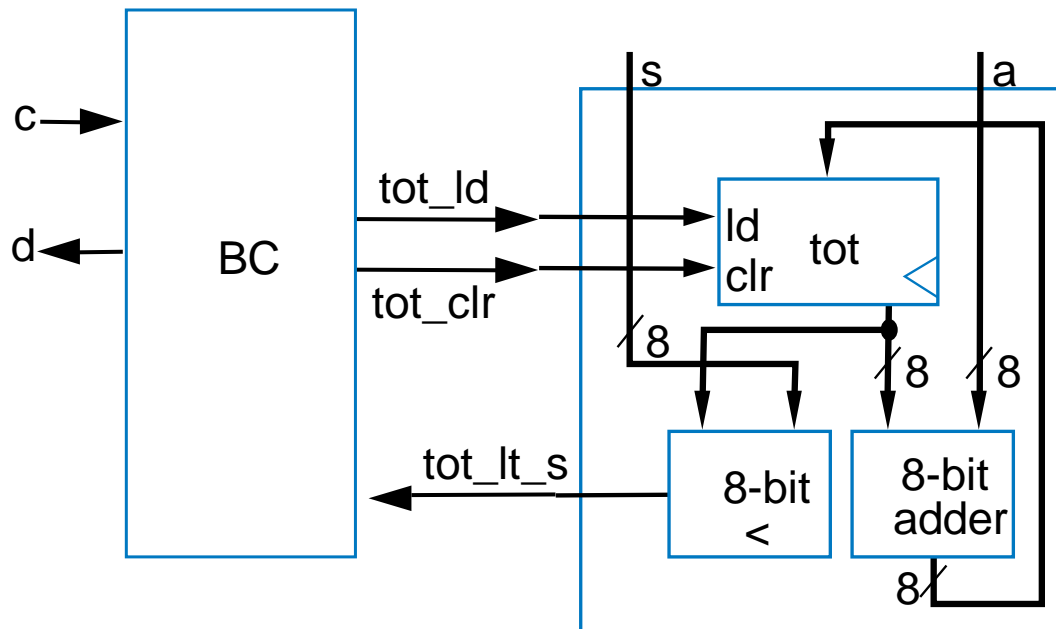 s
a
c
tot_ld
ld
tot
d
BC
clr
tot_clr
8
8
8
tot_lt_s
8-bit
<
8-bit
adder
8